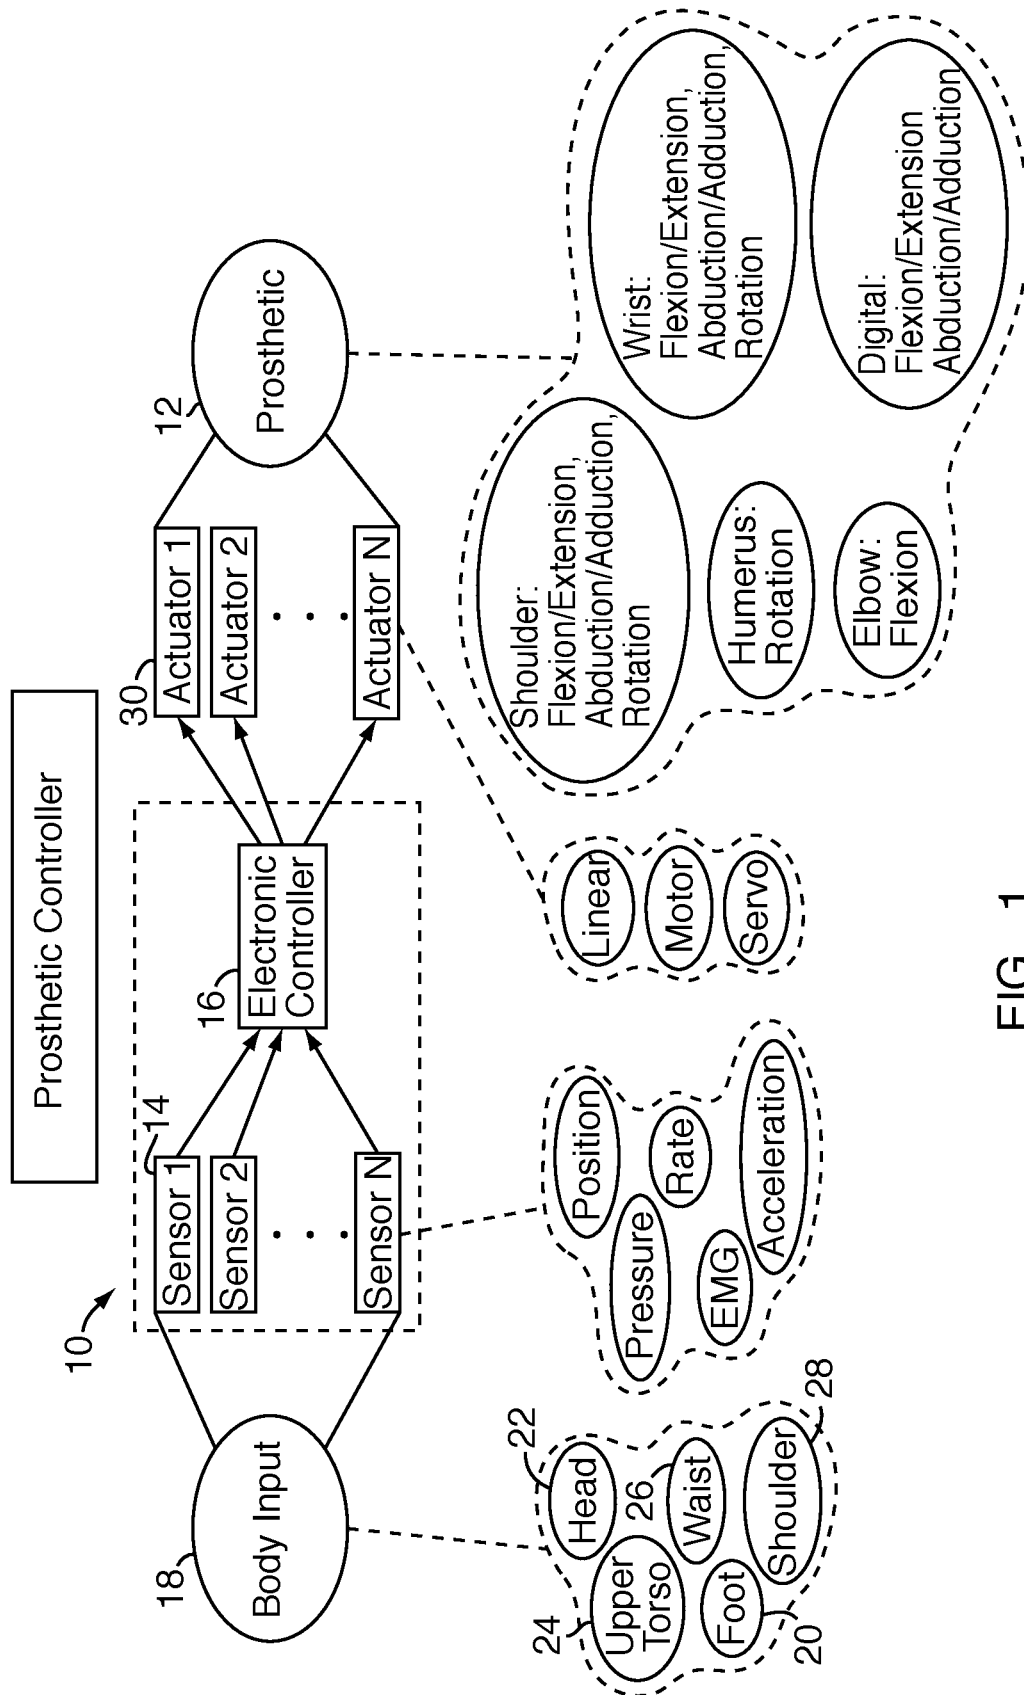 Prosthetic Controller
10
18
Body Input
14
Sensor 1
Sensor 2
Sensor N
16
Electronic
Controller
30
Actuator 1
Actuator 2
Actuator N
12
Prosthetic
22
Head
24
Upper
Torso
26
Waist
Foot
20
Shoulder
28
Position
Pressure
Rate
EMG
Acceleration
Linear
Motor
Servo
Shoulder:
Flexion/Extension,
Abduction/Adduction,
Rotation
Humerus:
Rotation
Elbow:
Flexion
Wrist:
Flexion/Extension,
Abduction/Adduction,
Rotation
Digital:
Flexion/Extension
Abduction/Adduction
FIG. 1